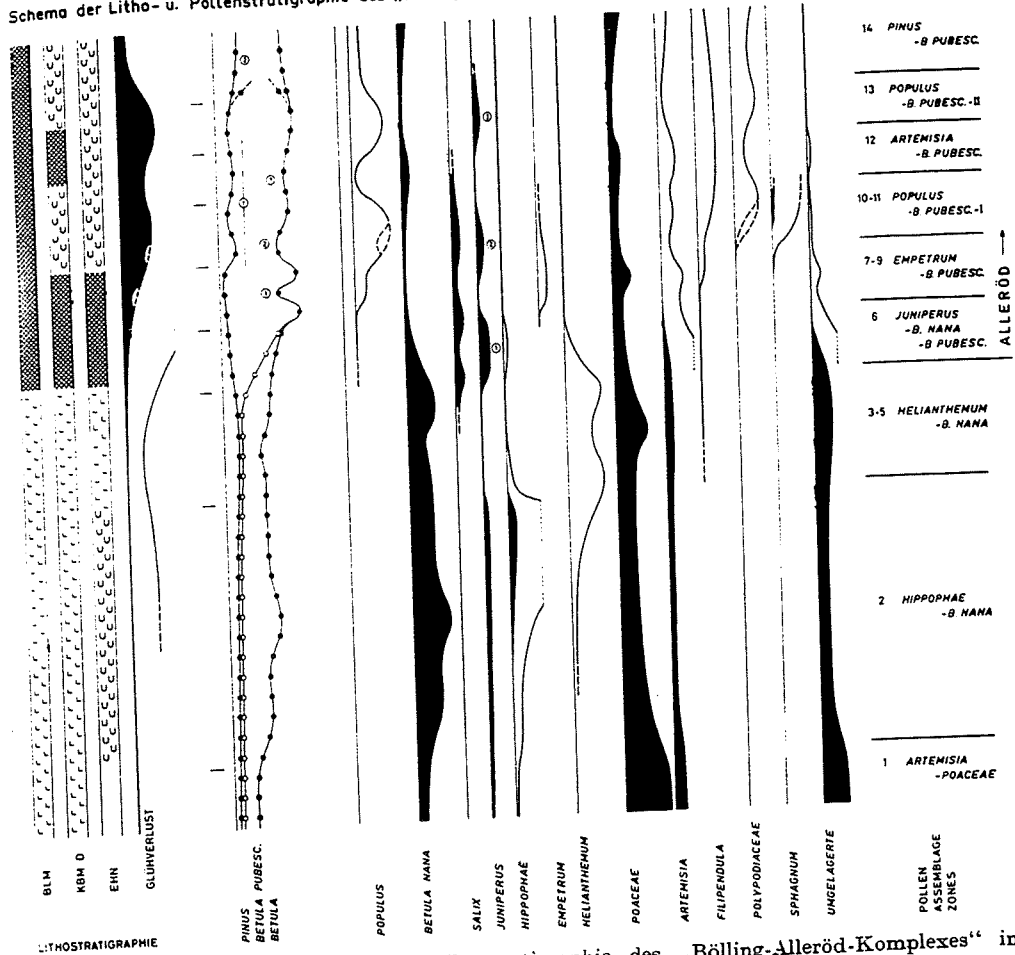 Schema der Litho- u. Pollenstratigraphie des
14 PINUS
-B PUBESC.
13 POPULUS
-B. PUBESC.-II
12 ARTEMISIA
-B. PUBESC.
10-11 POPULUS
-B. PUBESC.-I
7-9 EMPETRUM
-B. PUBESC.
6 JUNIPERUS
-B. NANA
-B PUBESC.
ALLERÖD →
3-5 HELIANTHEMUM
-B. NANA
2 HIPPOPHAE
-B. NANA
1 ARTEMISIA
-POACEAE
BLM
KBM D
EHN
GLÜHVERLUST
PINUS
BETULA PUBESC.
BETULA
POPULUS
BETULA NANA
SALIX
JUNIPERUS
HIPPOPHAË
EMPETRUM
HELIANTHEMUM
POACEAE
ARTEMISIA
FILIPENDULA
POLYPODIACEAE
SPHAGNUM
UMGELAGERTE
POLLEN
ASSEMBLAGE
ZONES
LITHOSTRATIGRAPHIE
des „Bölling-Alleröd-Komplexes“ in